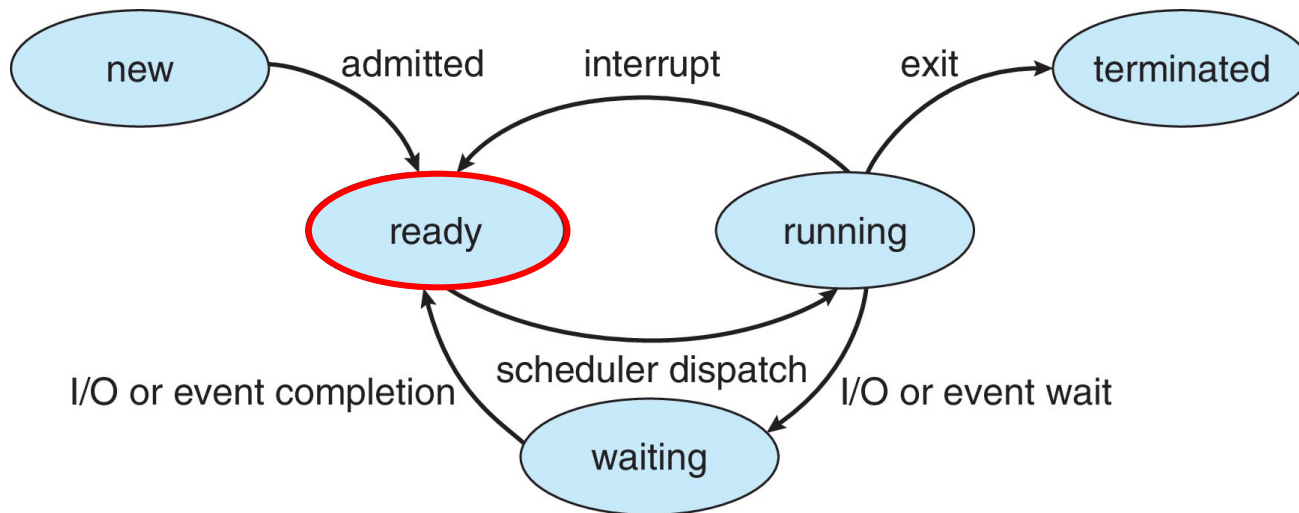 new
admitted
interrupt
exit
terminated
ready
running
scheduler dispatch
I/O or event completion
I/O or event wait
waiting